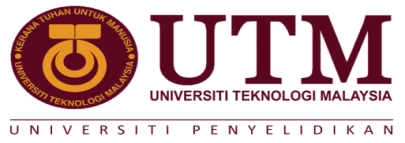 KERANA TUHAN UNTUK MANUSIA
UNIVERSITI TEKNOLOGI MALAYSIA
UTM
UNIVERSITI TEKNOLOGI MALAYSIA
UNIVERSITI PENYELIDIKAN